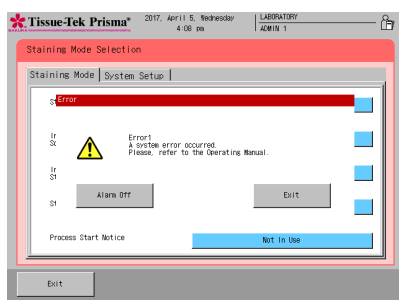 Tissue-Tek Prisma®
2017, April 5, Wednesday
4:08 pm
LABORATORY
ADMIN 1
Staining Mode Selection
Staining Mode
System Setup
Error
Error1
A system error occurred.
Please, refer to the Operating Manual.
Alarm Off
Exit
Process Start Notice
Not In Use
Exit